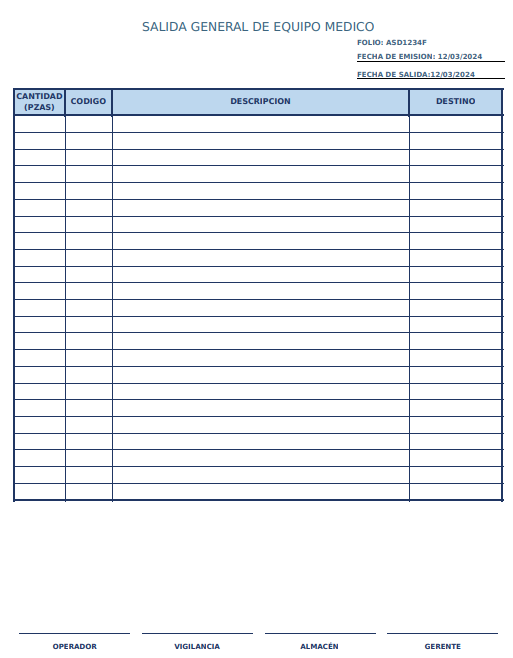 SALIDA GENERAL DE EQUIPO MEDICO
FOLIO: ASD1234F
FECHA DE EMISION: 12/03/2024
FECHA DE SALIDA:12/03/2024
CANTIDAD (PZAS) CODIGO DESCRIPCION DESTINO
OPERADOR VIGILANCIA ALMACÉN GERENTE